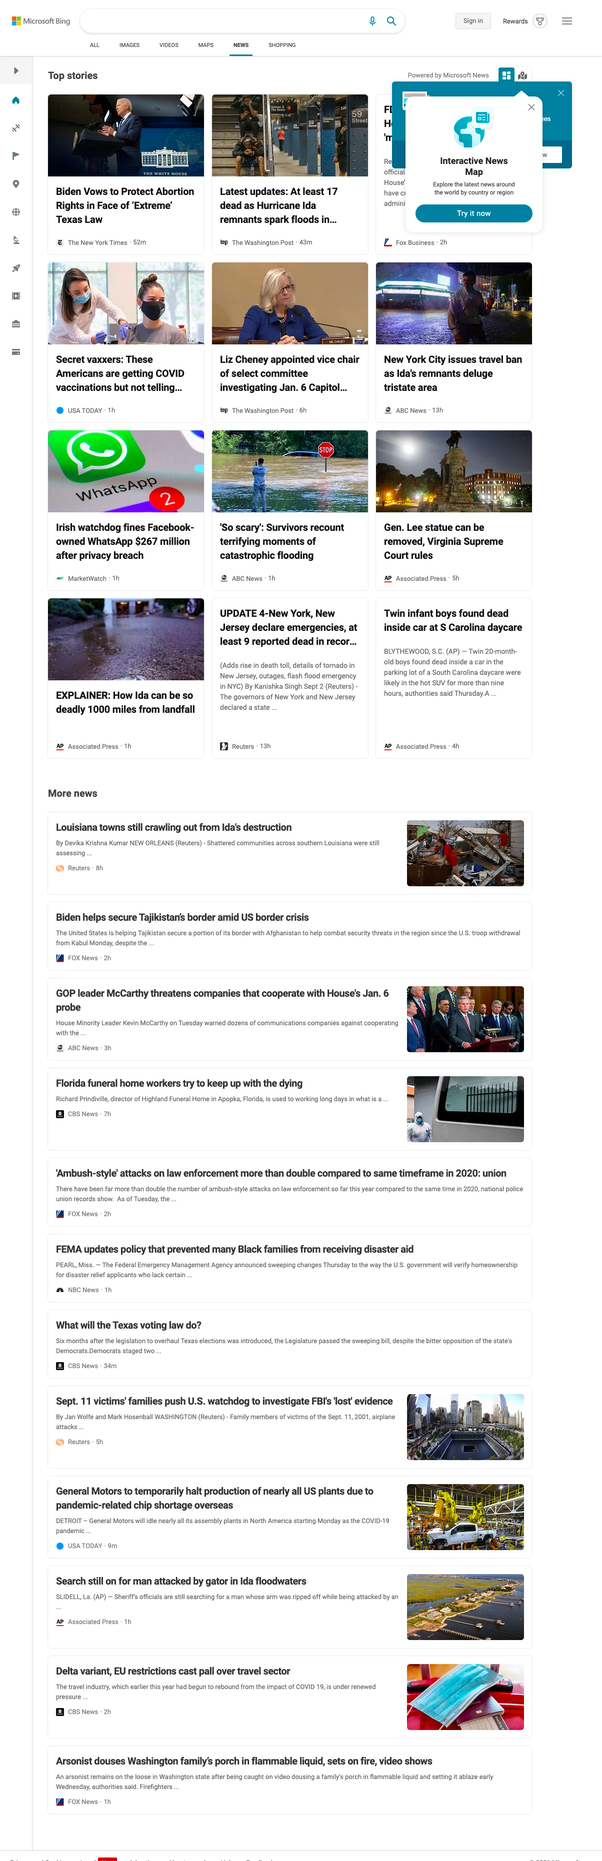 Microsoft Bing
Sign in
Rewards
ALL
IMAGES
VIDEOS
MAPS
NEWS
SHOPPING
Top stories
Powered by Microsoft News
Interactive News
Map
Explore the latest news around
the world by country or region
Try it now
THE WHITE HOUSE
Biden Vows to Protect Abortion
Rights in Face of 'Extreme'
Texas Law
The New York Times · 52m
59
Street
Latest updates: At least 17
dead as Hurricane Ida
remnants spark floods in...
The Washington Post · 43m
Fox Business · 2h
Secret vaxxers: These
Americans are getting COVID
vaccinations but not telling...
USA TODAY · 1h
Liz Cheney appointed vice chair
of select committee
investigating Jan. 6 Capitol...
The Washington Post · 6h
New York City issues travel ban
as Ida's remnants deluge
tristate area
ABC News · 13h
WhatsApp
2
Irish watchdog fines Facebook-
owned WhatsApp $267 million
after privacy breach
MarketWatch · 1h
STOP
'So scary': Survivors recount
terrifying moments of
catastrophic flooding
ABC News · 1h
Gen. Lee statue can be
removed, Virginia Supreme
Court rules
AP
Associated Press · 5h
EXPLAINER: How Ida can be so
deadly 1000 miles from landfall
AP
Associated Press · 1h
UPDATE 4-New York, New
Jersey declare emergencies, at
least 9 reported dead in recor...
(Adds rise in death toll, details of tornado in
New Jersey, outages, flash flood emergency
in NYC) By Kanishka Singh Sept 2 (Reuters) -
The governors of New York and New Jersey
declared a state ...
Reuters · 13h
Twin infant boys found dead
inside car at S Carolina daycare
BLYTHEWOOD, S.C. (AP) — Twin 20-month-
old boys found dead inside a car in the
parking lot of a South Carolina daycare were
likely in the hot SUV for more than nine
hours, authorities said Thursday.A ...
AP
Associated Press · 4h
More news
Louisiana towns still crawling out from Ida's destruction
By Devika Krishna Kumar NEW ORLEANS (Reuters) - Shattered communities across southern Louisiana were still
assessing ...
Reuters · 8h
Biden helps secure Tajikistan's border amid US border crisis
The United States is helping Tajikistan secure a portion of its border with Afghanistan to help combat security threats in the region since the U.S. troop withdrawal
from Kabul Monday, despite the ...
FOX News · 2h
GOP leader McCarthy threatens companies that cooperate with House's Jan. 6
probe
House Minority Leader Kevin McCarthy on Tuesday warned dozens of communications companies against cooperating
with the ...
ABC News · 3h
Florida funeral home workers try to keep up with the dying
Richard Prindiville, director of Highland Funeral Home in Apopka, Florida, is used to working long days in what is a ...
CBS News · 7h
'Ambush-style' attacks on law enforcement more than double compared to same timeframe in 2020: union
There have been far more than double the number of ambush-style attacks on law enforcement so far this year compared to the same time in 2020, national police
union records show. As of Tuesday, the ...
FOX News · 2h
FEMA updates policy that prevented many Black families from receiving disaster aid
PEARL, Miss. — The Federal Emergency Management Agency announced sweeping changes Thursday to the way the U.S. government will verify homeownership
for disaster relief applicants who lack certain ...
NBC News · 1h
What will the Texas voting law do?
Six months after the legislation to overhaul Texas elections was introduced, the Legislature passed the sweeping bill, despite the bitter opposition of the state's
Democrats.Democrats staged two ...
CBS News · 34m
Sept. 11 victims' families push U.S. watchdog to investigate FBI's 'lost' evidence
By Jan Wolfe and Mark Hosenball WASHINGTON (Reuters) - Family members of victims of the Sept. 11, 2001, airplane
attacks ...
Reuters · 5h
General Motors to temporarily halt production of nearly all US plants due to
pandemic-related chip shortage overseas
DETROIT – General Motors will idle nearly all its assembly plants in North America starting Monday as the COVID-19
pandemic ...
USA TODAY · 9m
Search still on for man attacked by gator in Ida floodwaters
SLIDELL, La. (AP) — Sheriff's officials are still searching for a man whose arm was ripped off while being attacked by an
...
AP
Associated Press · 1h
Delta variant, EU restrictions cast pall over travel sector
The travel industry, which earlier this year had begun to rebound from the impact of COVID 19, is under renewed
pressure ...
CBS News · 2h
Arsonist douses Washington family's porch in flammable liquid, sets on fire, video shows
An arsonist remains on the loose in Washington state after being caught on video dousing a family's porch in flammable liquid and setting it ablaze early
Wednesday, authorities said. Firefighters ...
FOX News · 1h